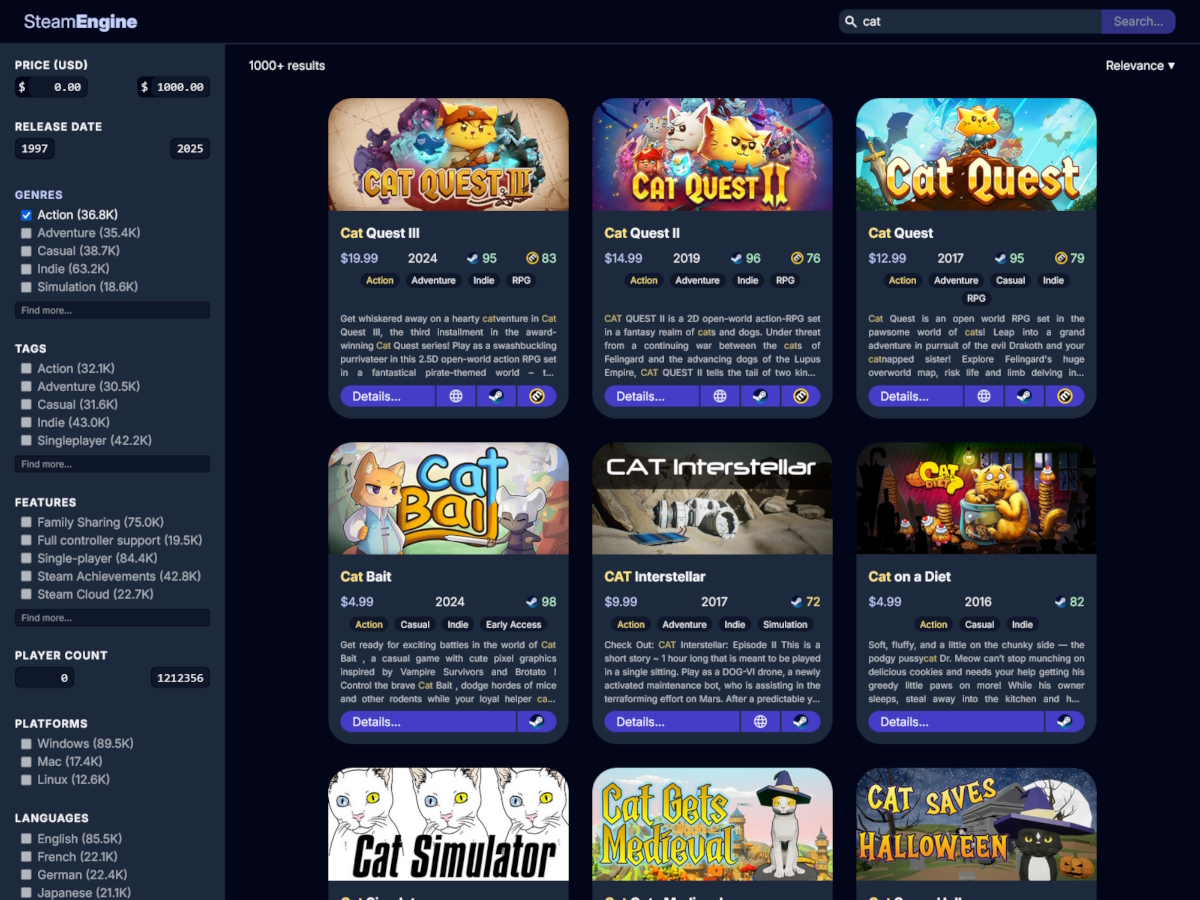 SteamEngine
cat
Search...
PRICE (USD)
$ 0.00
$ 1000.00
RELEASE DATE
1997
2025
GENRES
Action (36.8K)
Adventure (35.4K)
Casual (38.7K)
Indie (63.2K)
Simulation (18.6K)
Find more...
TAGS
Action (32.1K)
Adventure (30.5K)
Casual (31.6K)
Indie (43.0K)
Singleplayer (42.2K)
Find more...
FEATURES
Family Sharing (75.0K)
Full controller support (19.5K)
Single-player (84.4K)
Steam Achievements (42.8K)
Steam Cloud (22.7K)
Find more...
PLAYER COUNT
0
1212356
PLATFORMS
Windows (89.5K)
Mac (17.4K)
Linux (12.6K)
LANGUAGES
English (85.5K)
French (22.1K)
German (22.4K)
Japanese (21.1K)
1000+ results
Relevance ▾
CAT QUEST III
Cat Quest III
$19.99 2024 95 83
Action Adventure Indie RPG
Get whiskered away on a hearty catventure in Cat
Quest III, the third installment in the award-
winning Cat Quest series! Play as a swashbuckling
purrivateer in this 2.5D open-world action RPG set
in a fantastical pirate-themed world – t...
Details...
CAT QUEST II
Cat Quest II
$14.99 2019 96 76
Action Adventure Indie RPG
CAT QUEST II is a 2D open-world action-RPG set
in a fantasy realm of cats and dogs. Under threat
from a continuing war between the cats of
Felingard and the advancing dogs of the Lupus
Empire, CAT QUEST II tells the tail of two kin...
Details...
Cat Quest
Cat Quest
$12.99 2017 95 79
Action Adventure Casual Indie
RPG
Cat Quest is an open world RPG set in the
pawsome world of cats! Leap into a grand
adventure in purrsuit of the evil Drakoth and your
catnapped sister! Explore Felingard's huge
overworld map, risk life and limb delving in...
Details...
Cat
Bait
Cat Bait
$4.99 2024 98
Action Casual Indie Early Access
Get ready for exciting battles in the world of Cat
Bait , a casual game with cute pixel graphics
inspired by Vampire Survivors and Brotato !
Control the brave Cat Bait , dodge hordes of mice
and other rodents while your loyal helper ca...
Details...
CAT Interstellar
CAT Interstellar
$9.99 2017 72
Action Adventure Indie Simulation
Check Out: CAT Interstellar: Episode II This is a
short story ~ 1 hour long that is meant to be played
in a single sitting. Play as a DOG-VI drone, a newly
activated maintenance bot, who is assisting in the
terraforming effort on Mars. After a predictable y...
Details...
CAT
DIET
Cat on a Diet
$4.99 2016 82
Action Casual Indie
Soft, fluffy, and a little on the chunky side — the
podgy pussycat Dr. Meow can't stop munching on
delicious cookies and needs your help getting his
greedy little paws on more! While his owner
sleeps, steal away into the kitchen and h...
Details...
Cat Simulator
Cat Gets
Medieval
CAT SAVES
HALLOWEEN